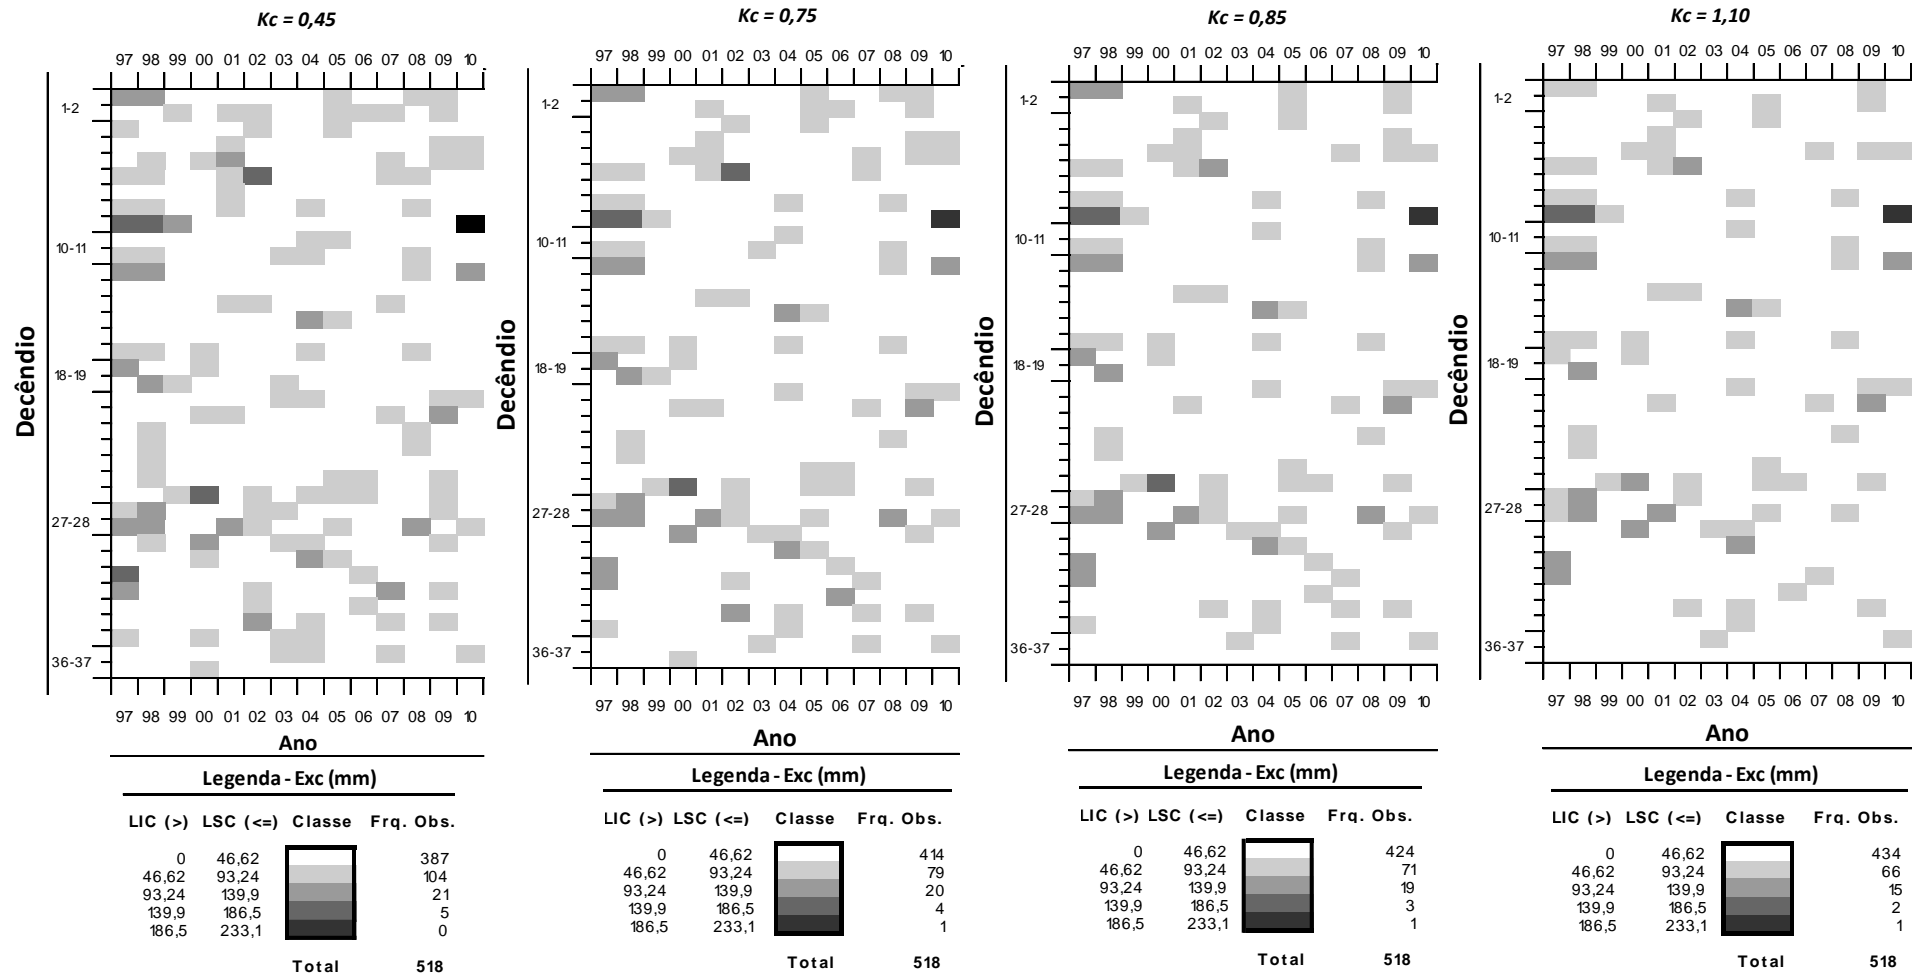 Kc = 0,45
97 98 99 00 01 02 03 04 05 06 07 08 09 10
Decêndio
1-2
10-11
18-19
27-28
36-37
97 98 99 00 01 02 03 04 05 06 07 08 09 10
Ano
Legenda - Exc (mm)
LIC (>) LSC (<=) Classe Frq. Obs.
0 46,62 387
46,62 93,24 104
93,24 139,9 21
139,9 186,5 5
186,5 233,1 0
Total 518
Kc = 0,75
97 98 99 00 01 02 03 04 05 06 07 08 09 10
Decêndio
1-2
10-11
18-19
27-28
36-37
97 98 99 00 01 02 03 04 05 06 07 08 09 10
Ano
Legenda - Exc (mm)
LIC (>) LSC (<=) Classe Frq. Obs.
0 46,62 414
46,62 93,24 79
93,24 139,9 20
139,9 186,5 4
186,5 233,1 1
Total 518
Kc = 0,85
97 98 99 00 01 02 03 04 05 06 07 08 09 10
Decêndio
1-2
10-11
18-19
27-28
36-37
97 98 99 00 01 02 03 04 05 06 07 08 09 10
Ano
Legenda - Exc (mm)
LIC (>) LSC (<=) Classe Frq. Obs.
0 46,62 424
46,62 93,24 71
93,24 139,9 19
139,9 186,5 3
186,5 233,1 1
Total 518
Kc = 1,10
97 98 99 00 01 02 03 04 05 06 07 08 09 10
Decêndio
1-2
10-11
18-19
27-28
36-37
97 98 99 00 01 02 03 04 05 06 07 08 09 10
Ano
Legenda - Exc (mm)
LIC (>) LSC (<=) Classe Frq. Obs.
0 46,62 434
46,62 93,24 66
93,24 139,9 15
139,9 186,5 2
186,5 233,1 1
Total 518